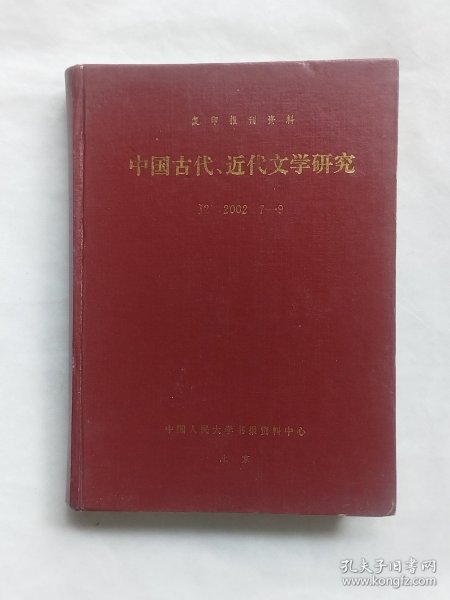 复印报刊资料
中国古代、近代文学研究
J2 2002 7—9
中国人民大学书报资料中心
北京
孔夫子旧书网
www.kongfz.com